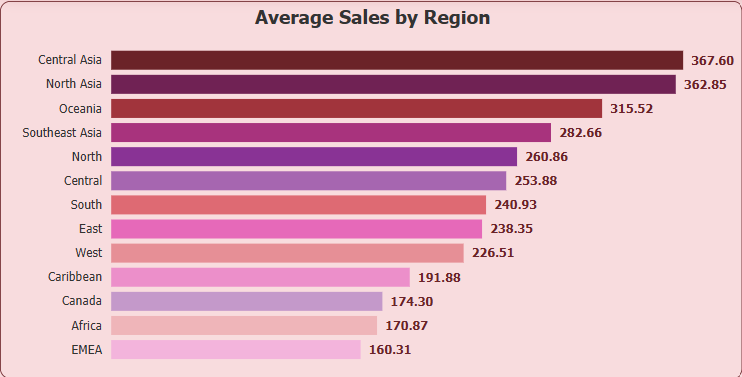 Average Sales by Region
Central Asia 367.60
North Asia 362.85
Oceania 315.52
Southeast Asia 282.66
North 260.86
Central 253.88
South 240.93
East 238.35
West 226.51
Caribbean 191.88
Canada 174.30
Africa 170.87
EMEA 160.31